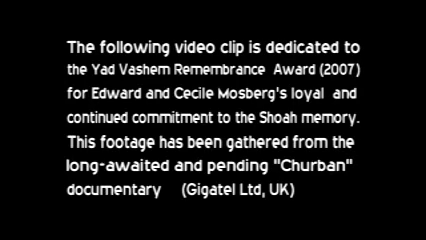 The following video clip is dedicated to
the Yad Vashem Remembrance Award (2007)
for Edward and Cecile Mosberg's loyal and
continued commitment to the Shoah memory.
This footage has been gathered from the
long-awaited and pending "Churban"
documentary (Gigatel Ltd, UK)